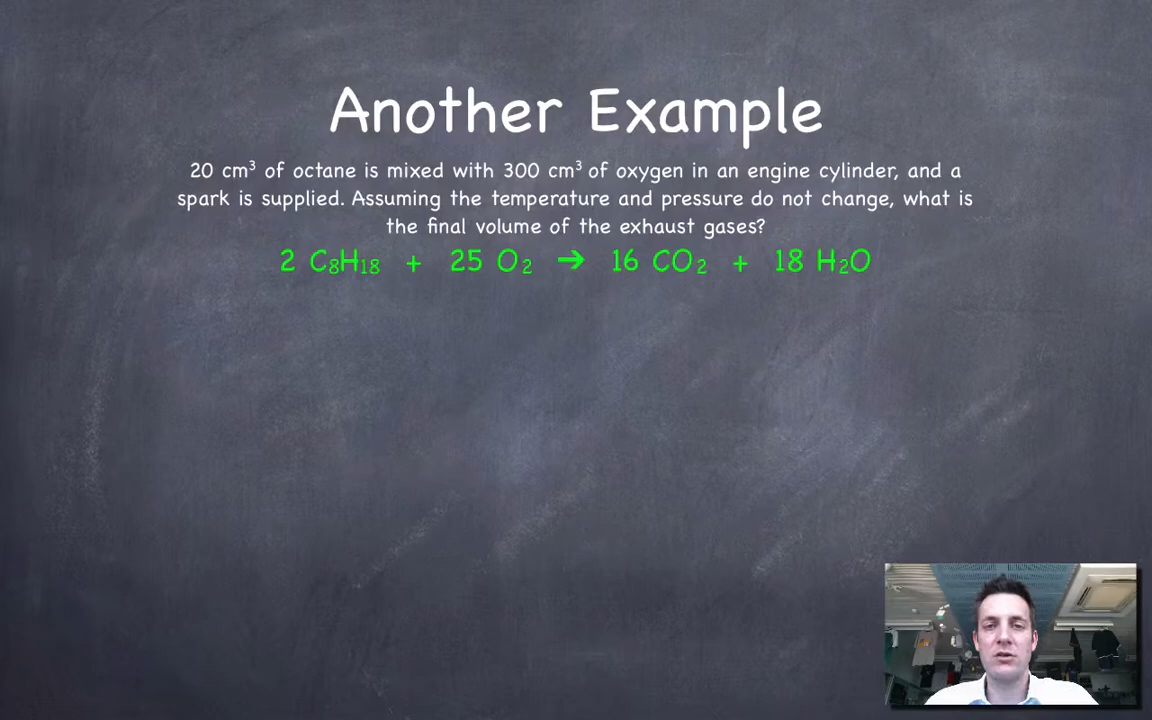 Another Example
20 cm³ of octane is mixed with 300 cm³ of oxygen in an engine cylinder, and a
spark is supplied. Assuming the temperature and pressure do not change, what is
the final volume of the exhaust gases?
2 C₈H₁₈ + 25 O₂ → 16 CO₂ + 18 H₂O